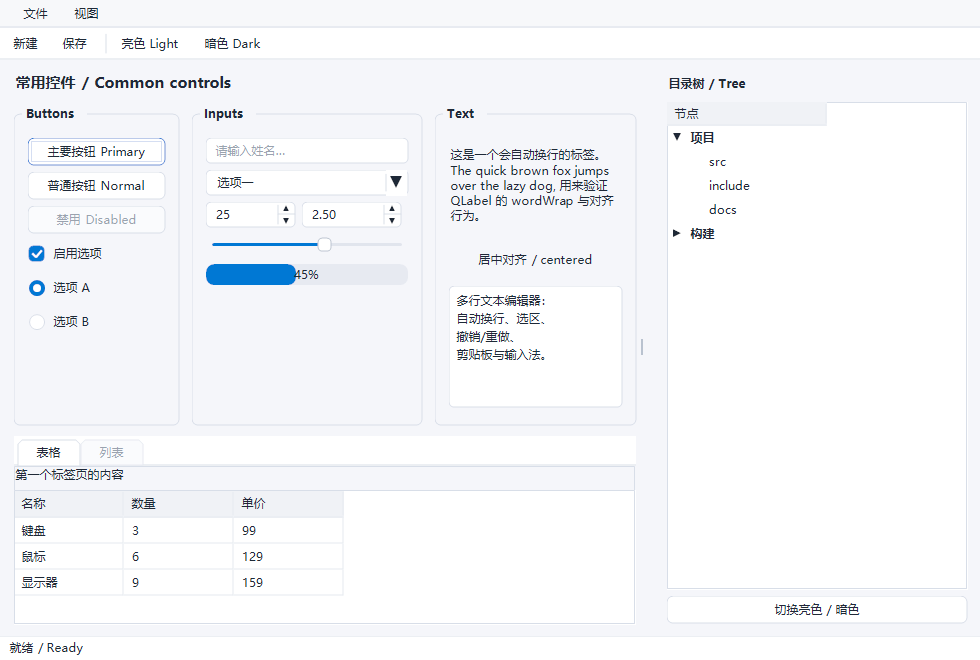 文件 视图
新建 保存 亮色 Light 暗色 Dark
常用控件 / Common controls
Buttons
主要按钮 Primary
普通按钮 Normal
禁用 Disabled
启用选项
选项 A
选项 B
Inputs
请输入姓名...
选项一
25 2.50
45%
Text
这是一个会自动换行的标签。
The quick brown fox jumps
over the lazy dog, 用来验证
QLabel 的 wordWrap 与对齐
行为。
居中对齐 / centered
多行文本编辑器：
自动换行、选区、
撤销/重做、
剪贴板与输入法。
表格 列表
第一个标签页的内容
名称 数量 单价
键盘 3 99
鼠标 6 129
显示器 9 159
目录树 / Tree
节点
项目
src
include
docs
构建
切换亮色 / 暗色
就绪 / Ready